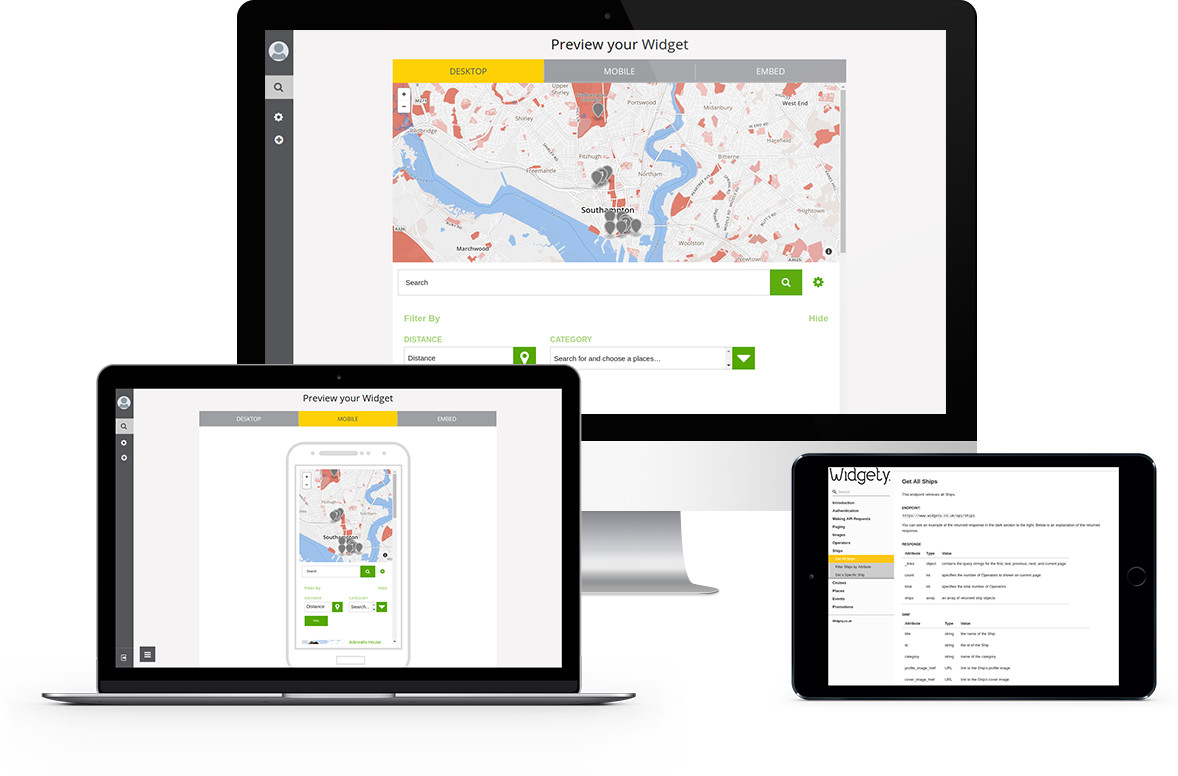 Preview your Widget
DESKTOP MOBILE EMBED
+
−
Upper
Shirley
Portswood
West End
Shirley
Midanbury
Redbridge
Harefield
Fitzhugh
Bitterne
Freemantle
Northam
Southampton
Hightown
Woolston
Marchwood
Newtown
Search
Filter By Hide
DISTANCE CATEGORY
Distance Search for and choose a places...
Preview your Widget
DESKTOP MOBILE EMBED
Southampton
Search
Filter By Hide
DISTANCE CATEGORY
Distance Search...
Admiralty House
Widgety.
Search
Introduction
Authentication
Making API Requests
Paging
Images
Operators
Ships
Get All Ships
Filter Ships by Attribute
Get a Specific Ship
Cruises
Places
Events
Promotions
Widgety.co.uk
Get All Ships
This endpoint retrieves all Ships.
ENDPOINT:
https://www.widgety.co.uk/api/ships
You can see an example of the returned response in the dark section to the right. Below is an explanation of the returned
response.
RESPONSE
Attribute Type Value
_links object contains the query strings for the first, last, previous, next, and current page
count int specifies the number of Operators to shown on current page
total int specifies the total number of Operators
ships array an array of returned ship objects
SHIP
Attribute Type Value
title string the name of the Ship
id string the id of the Ship
category string name of the category
profile_image_href URL link to the Ship's profile image
cover_image_href URL link to the Ship's cover image